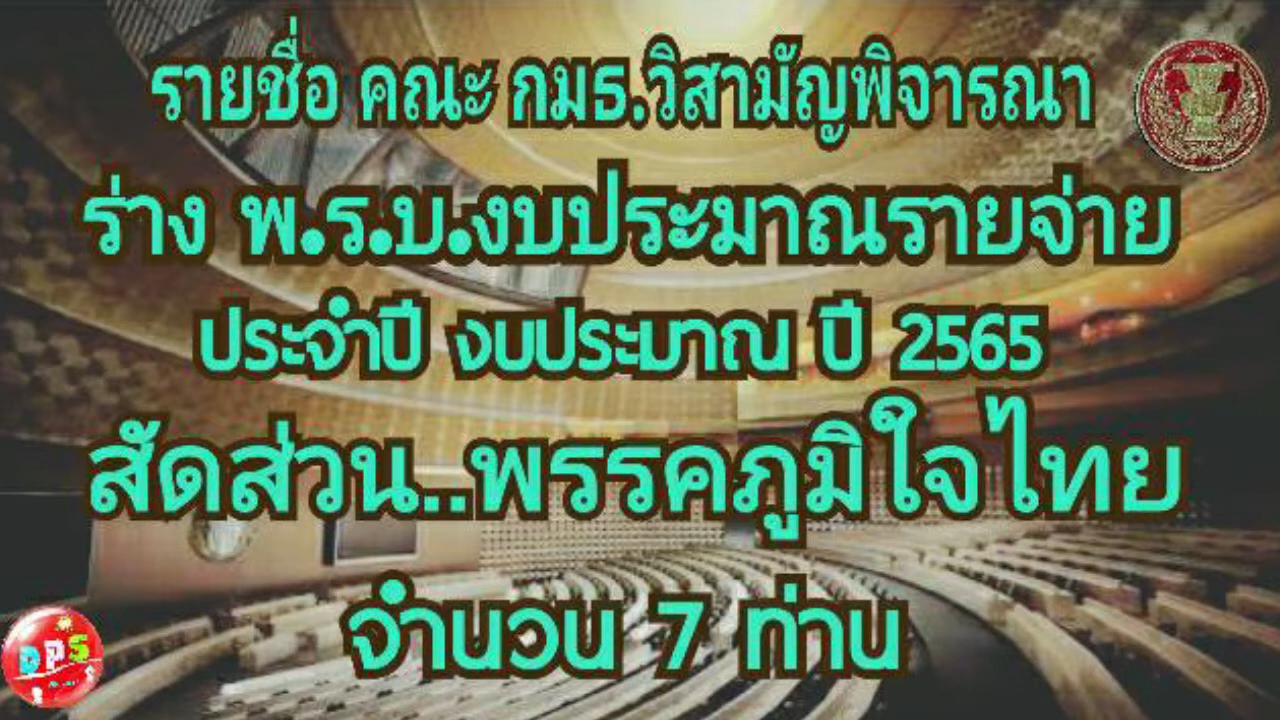 รายชื่อ คณะ กมธ.วิสามัญพิจารณา
ร่าง พ.ร.บ.งบประมาณรายจ่าย
ประจำปี งบประมาณ ปี 2565
สัดส่วน..พรรคภูมิใจไทย
จำนวน 7 ท่าน
DPS